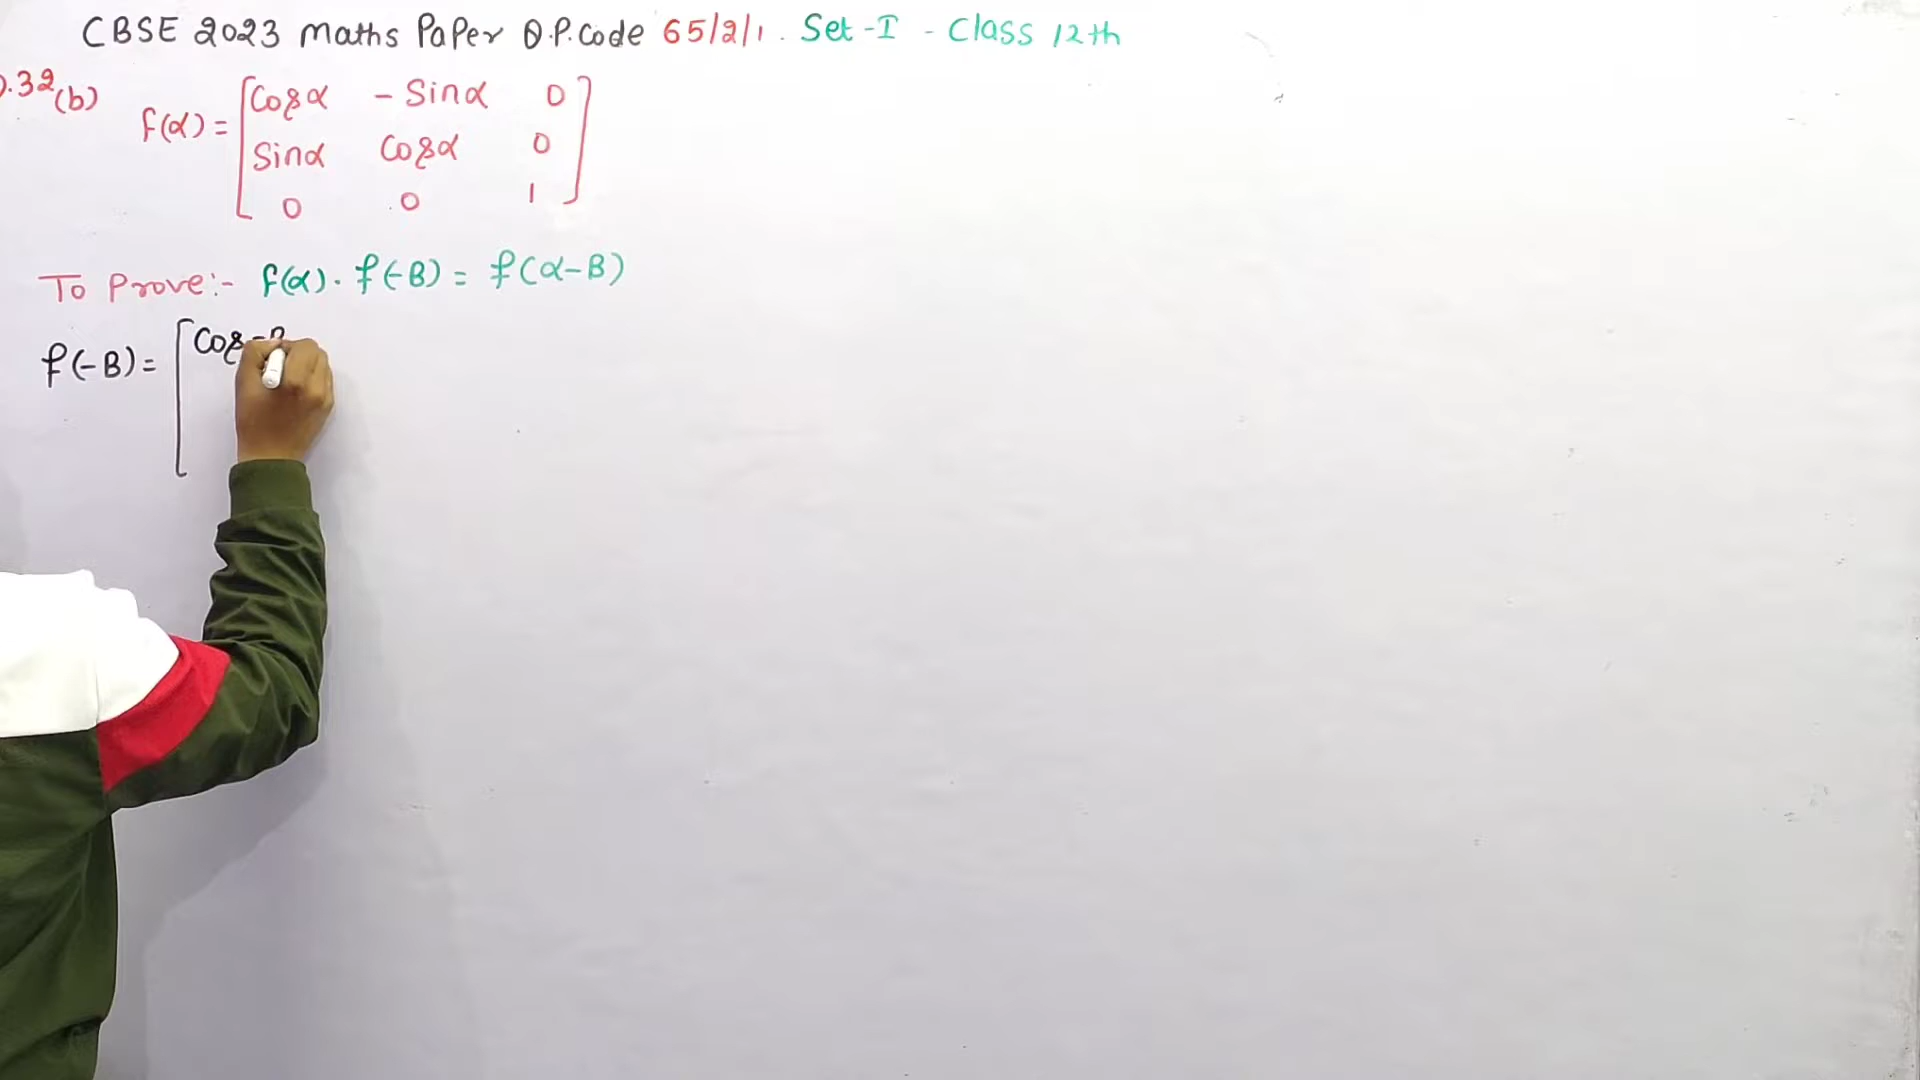 CBSE 2023 Maths Paper Q.P.Code 65/2/1. Set-I - Class 12th
.32(b)
f(α) = [Cosα -Sinα 0
Sinα Cosα 0
0 0 1]
To Prove:- f(α).f(-B) = f(α-B)
f(-B) = [Cos-B